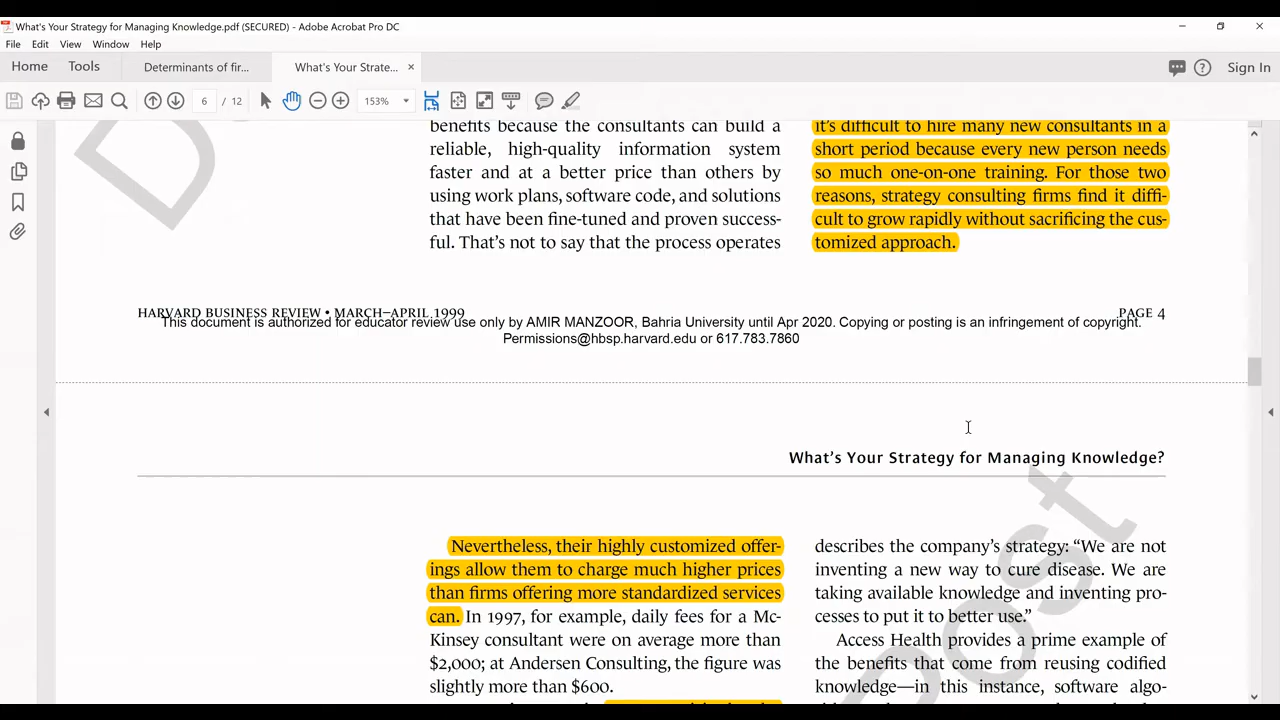 What's Your Strategy for Managing Knowledge.pdf (SECURED) - Adobe Acrobat Pro DC
File Edit View Window Help
Home Tools Determinants of fir... What's Your Strate... × Sign In
6 / 12 153%
benefits because the consultants can build a
reliable, high-quality information system
faster and at a better price than others by
using work plans, software code, and solutions
that have been fine-tuned and proven success-
ful. That's not to say that the process operates
it's difficult to hire many new consultants in a
short period because every new person needs
so much one-on-one training. For those two
reasons, strategy consulting firms find it diffi-
cult to grow rapidly without sacrificing the cus-
tomized approach.
HARVARD BUSINESS REVIEW • MARCH–APRIL 1999 PAGE 4
This document is authorized for educator review use only by AMIR MANZOOR, Bahria University until Apr 2020. Copying or posting is an infringement of copyright.
Permissions@hbsp.harvard.edu or 617.783.7860
What's Your Strategy for Managing Knowledge?
Nevertheless, their highly customized offer-
ings allow them to charge much higher prices
than firms offering more standardized services
can. In 1997, for example, daily fees for a Mc-
Kinsey consultant were on average more than
$2,000; at Andersen Consulting, the figure was
slightly more than $600.
describes the company's strategy: “We are not
inventing a new way to cure disease. We are
taking available knowledge and inventing pro-
cesses to put it to better use.”
Access Health provides a prime example of
the benefits that come from reusing codified
knowledge—in this instance, software algo-
ost